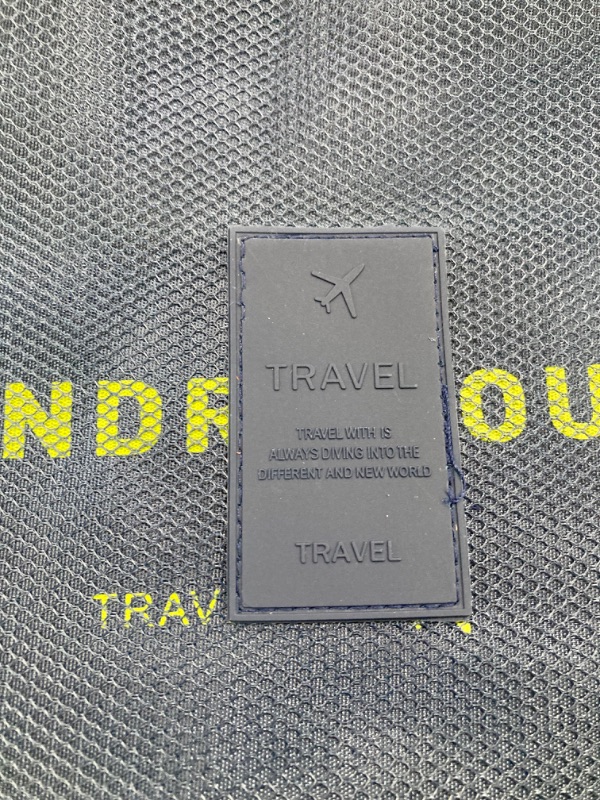 TRAVEL
TRAVEL WITH IS
ALWAYS DIVING INTO THE
DIFFERENT AND NEW WORLD
TRAVEL